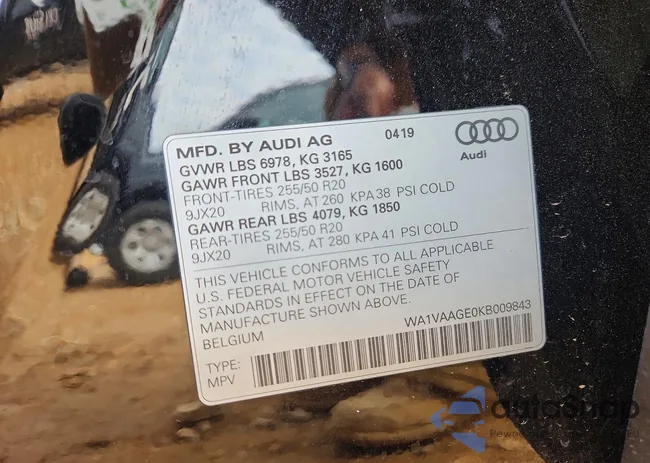 MFD. BY AUDI AG 0419
GVWR LBS 6978, KG 3165
GAWR FRONT LBS 3527, KG 1600 Audi
FRONT-TIRES 255/50 R20
9JX20 RIMS, AT 260 KPA 38 PSI COLD
GAWR REAR LBS 4079, KG 1850
REAR-TIRES 255/50 R20
9JX20 RIMS, AT 280 KPA 41 PSI COLD
THIS VEHICLE CONFORMS TO ALL APPLICABLE
U.S. FEDERAL MOTOR VEHICLE SAFETY
STANDARDS IN EFFECT ON THE DATE OF
MANUFACTURE SHOWN ABOVE.
BELGIUM WA1VAAGE0KB009843
TYPE:
MPV